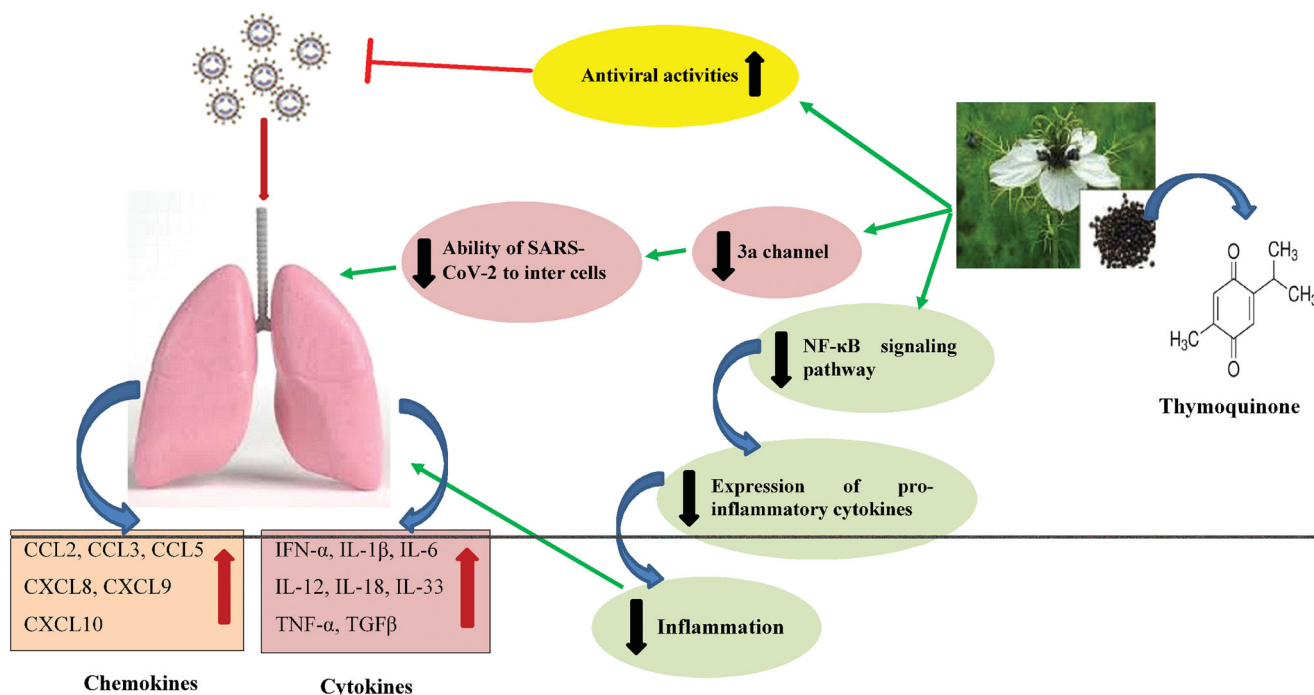 Antiviral activities
Ability of SARS-
CoV-2 to inter cells
3a channel
NF-κB signaling
pathway
CH₃
O
CH₃
H₃C
O
Thymoquinone
Expression of pro-
inflammatory cytokines
Inflammation
CCL2, CCL3, CCL5
CXCL8, CXCL9
CXCL10
Chemokines
IFN-α, IL-1β, IL-6
IL-12, IL-18, IL-33
TNF-α, TGFβ
Cytokines